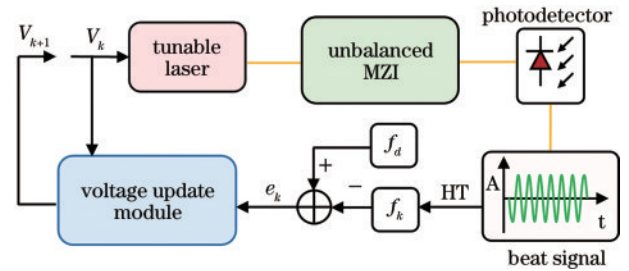 photodetector
V_{k+1}
V_k
tunable
laser
unbalanced
MZI
voltage update
module
e_k
+
−
f_d
f_k
HT
A
t
beat signal